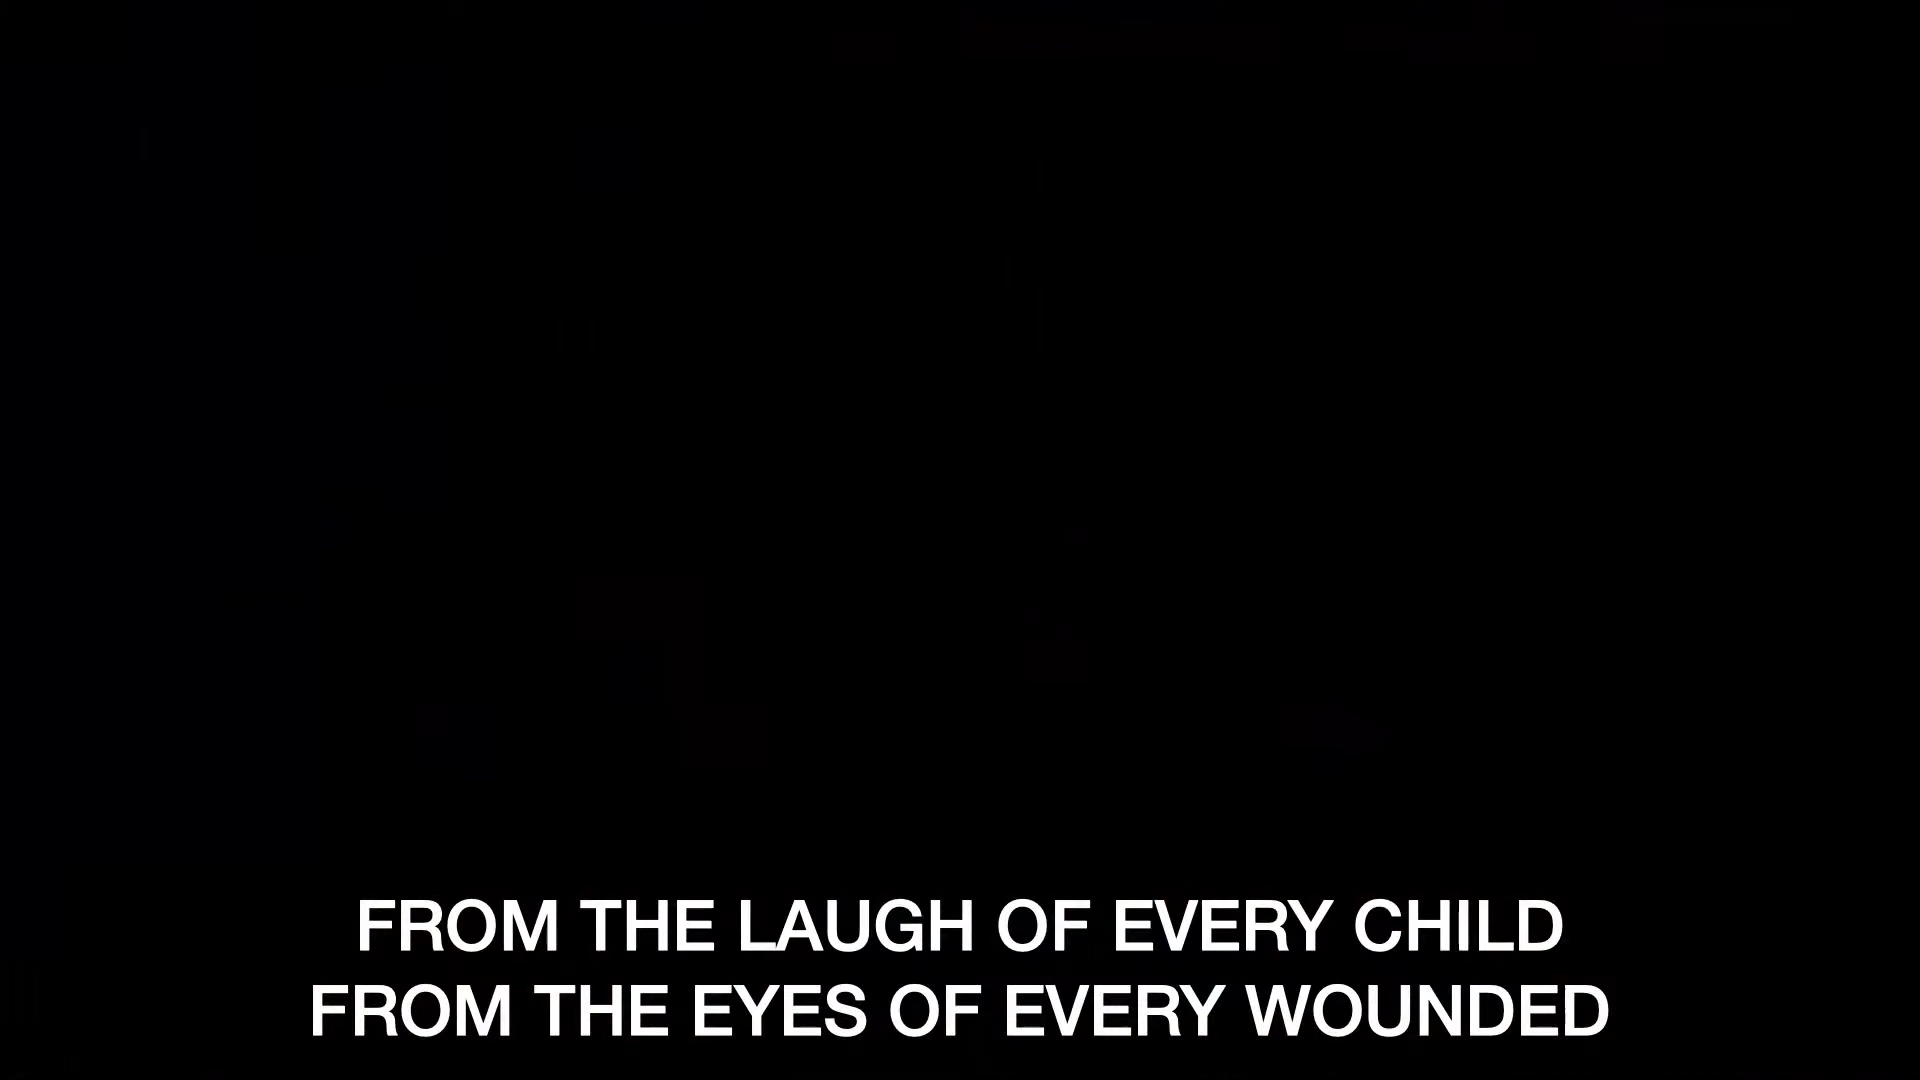 FROM THE LAUGH OF EVERY CHILD
FROM THE EYES OF EVERY WOUNDED